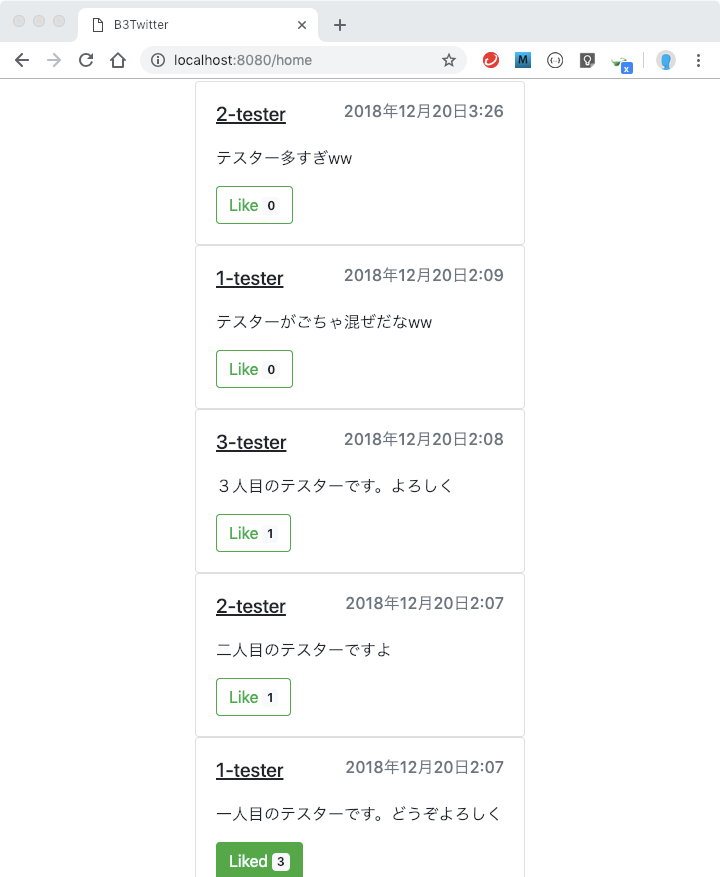 B3Twitter
localhost:8080/home
M
x
2-tester 2018年12月20日3:26
テスター多すぎww
Like 0
1-tester 2018年12月20日2:09
テスターがごちゃ混ぜだなww
Like 0
3-tester 2018年12月20日2:08
３人目のテスターです。よろしく
Like 1
2-tester 2018年12月20日2:07
二人目のテスターですよ
Like 1
1-tester 2018年12月20日2:07
一人目のテスターです。どうぞよろしく
Liked 3